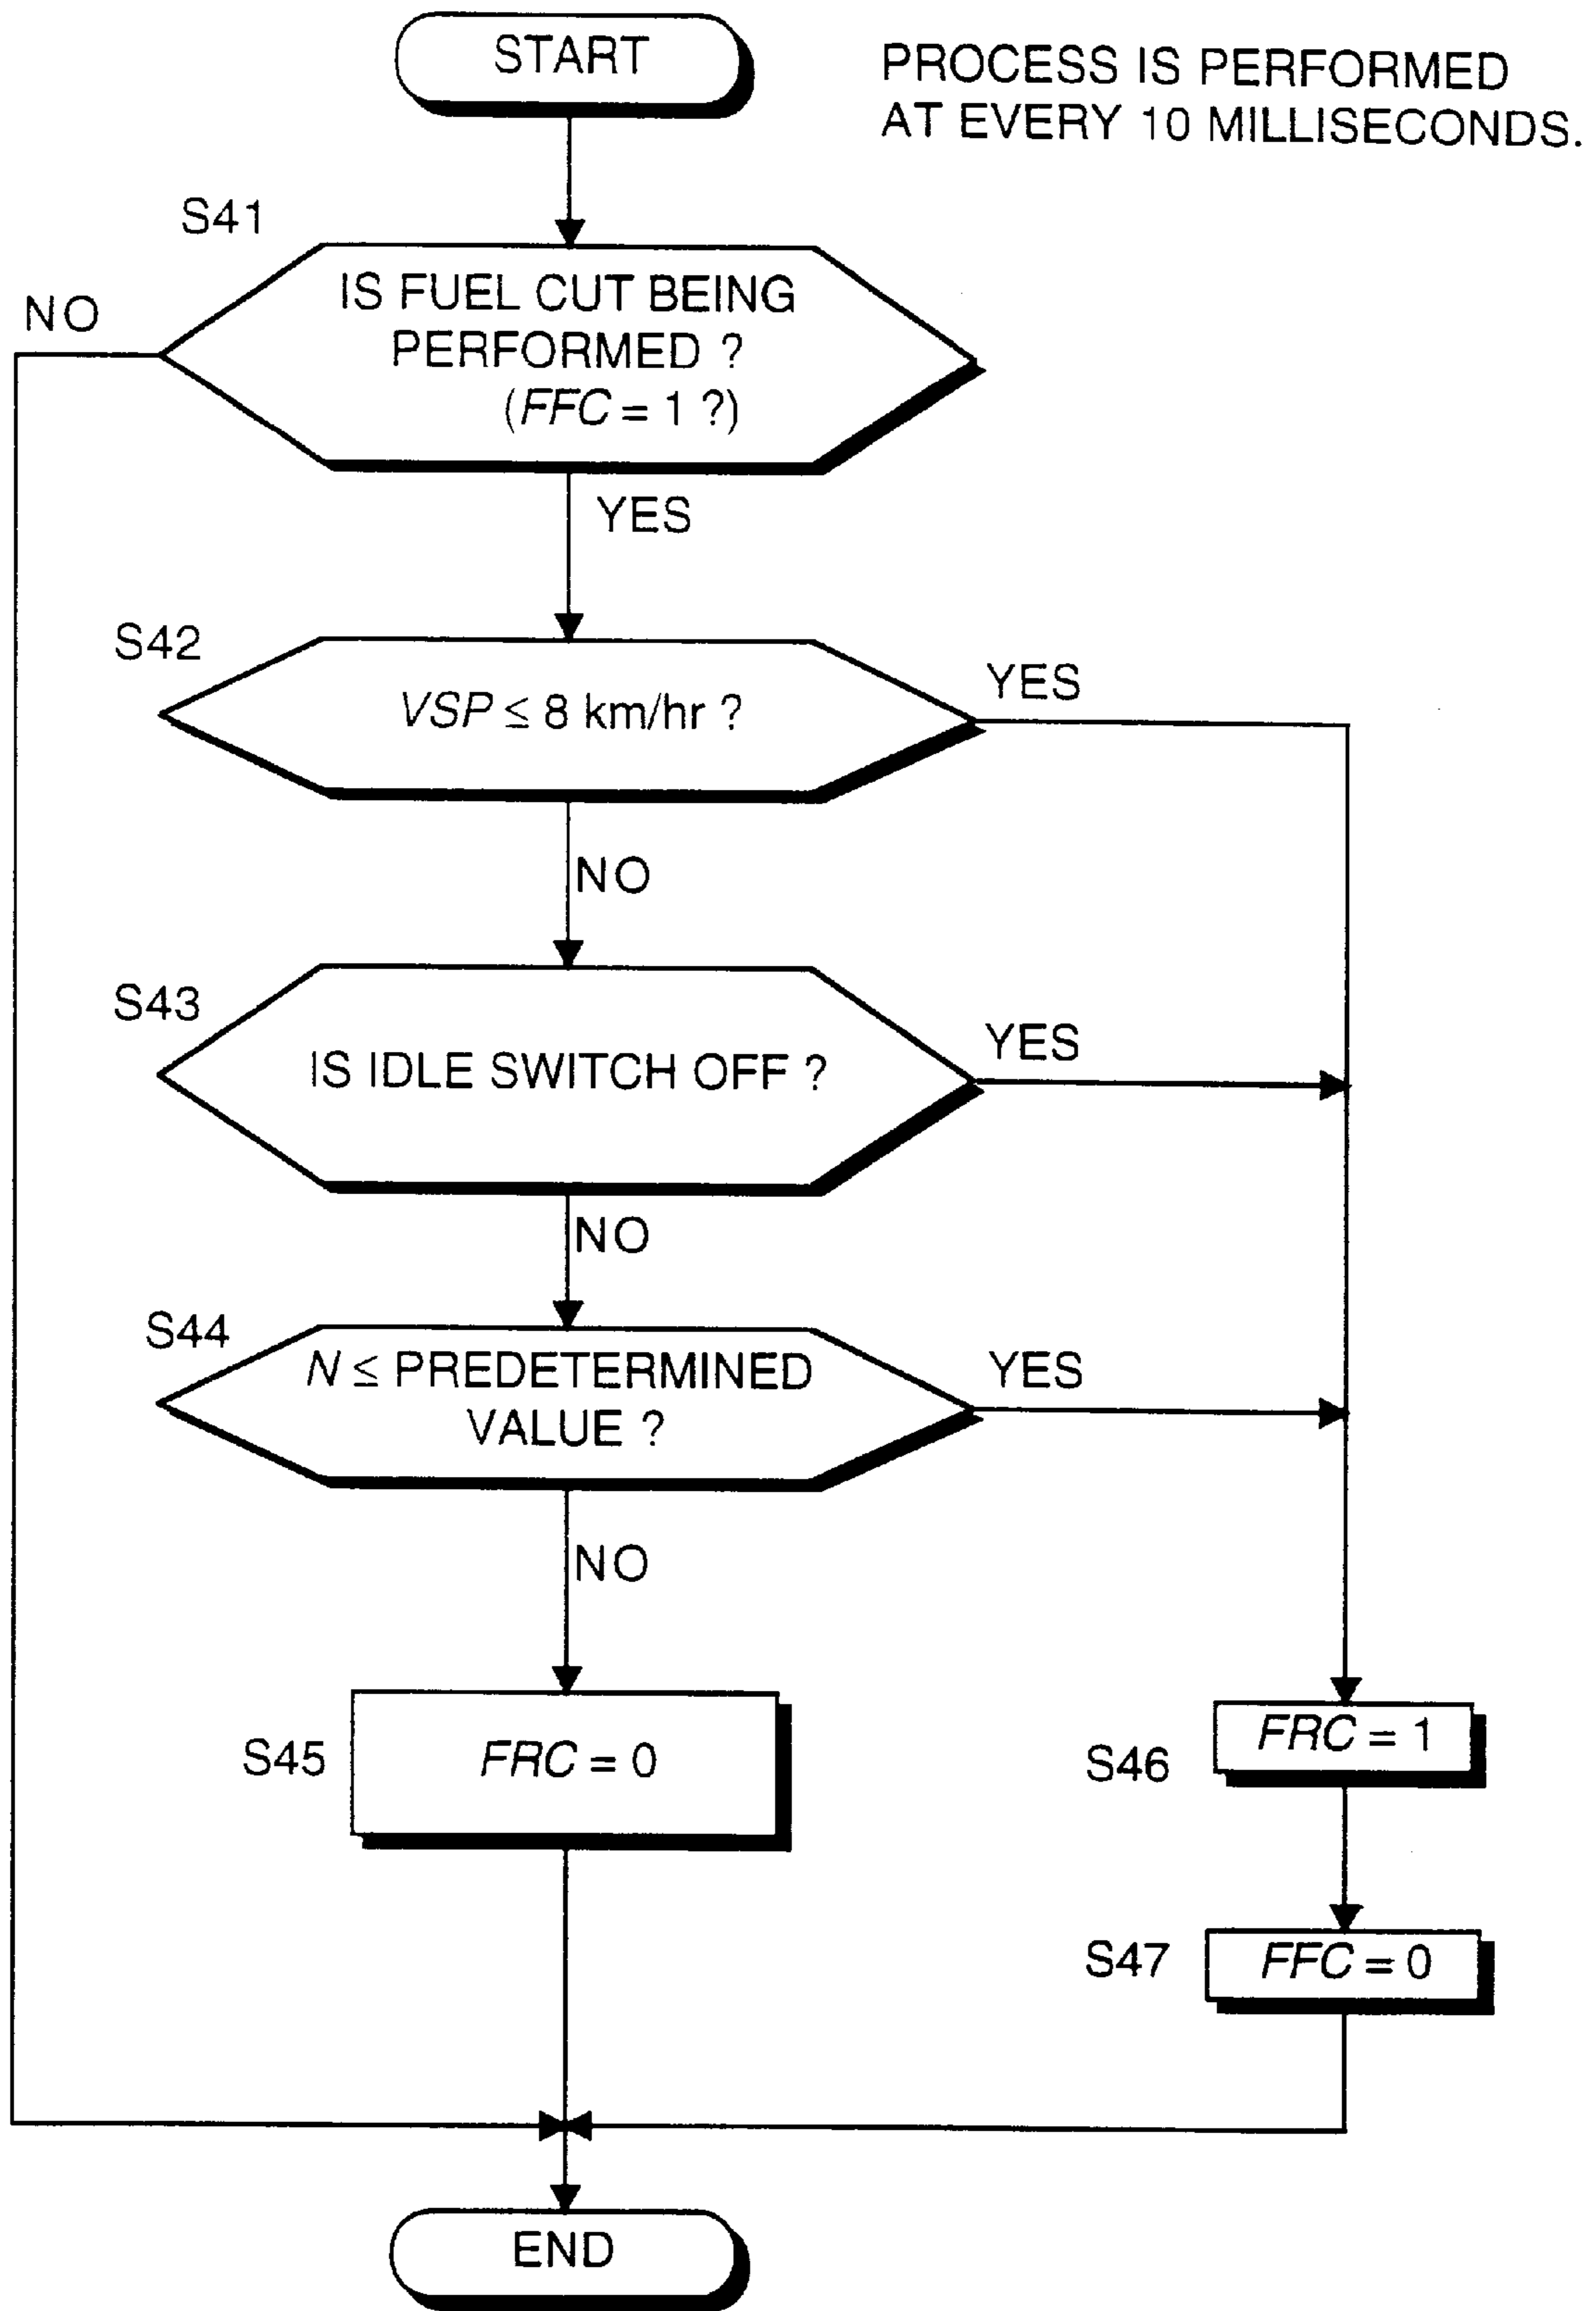 START
PROCESS IS PERFORMED
AT EVERY 10 MILLISECONDS.
S41
NO
IS FUEL CUT BEING
PERFORMED ?
(FFC = 1 ?)
YES
S42
VSP ≤ 8 km/hr ?
YES
NO
S43
IS IDLE SWITCH OFF ?
YES
NO
S44
N ≤ PREDETERMINED
VALUE ?
YES
NO
S45
FRC = 0
S46
FRC = 1
S47
FFC = 0
END